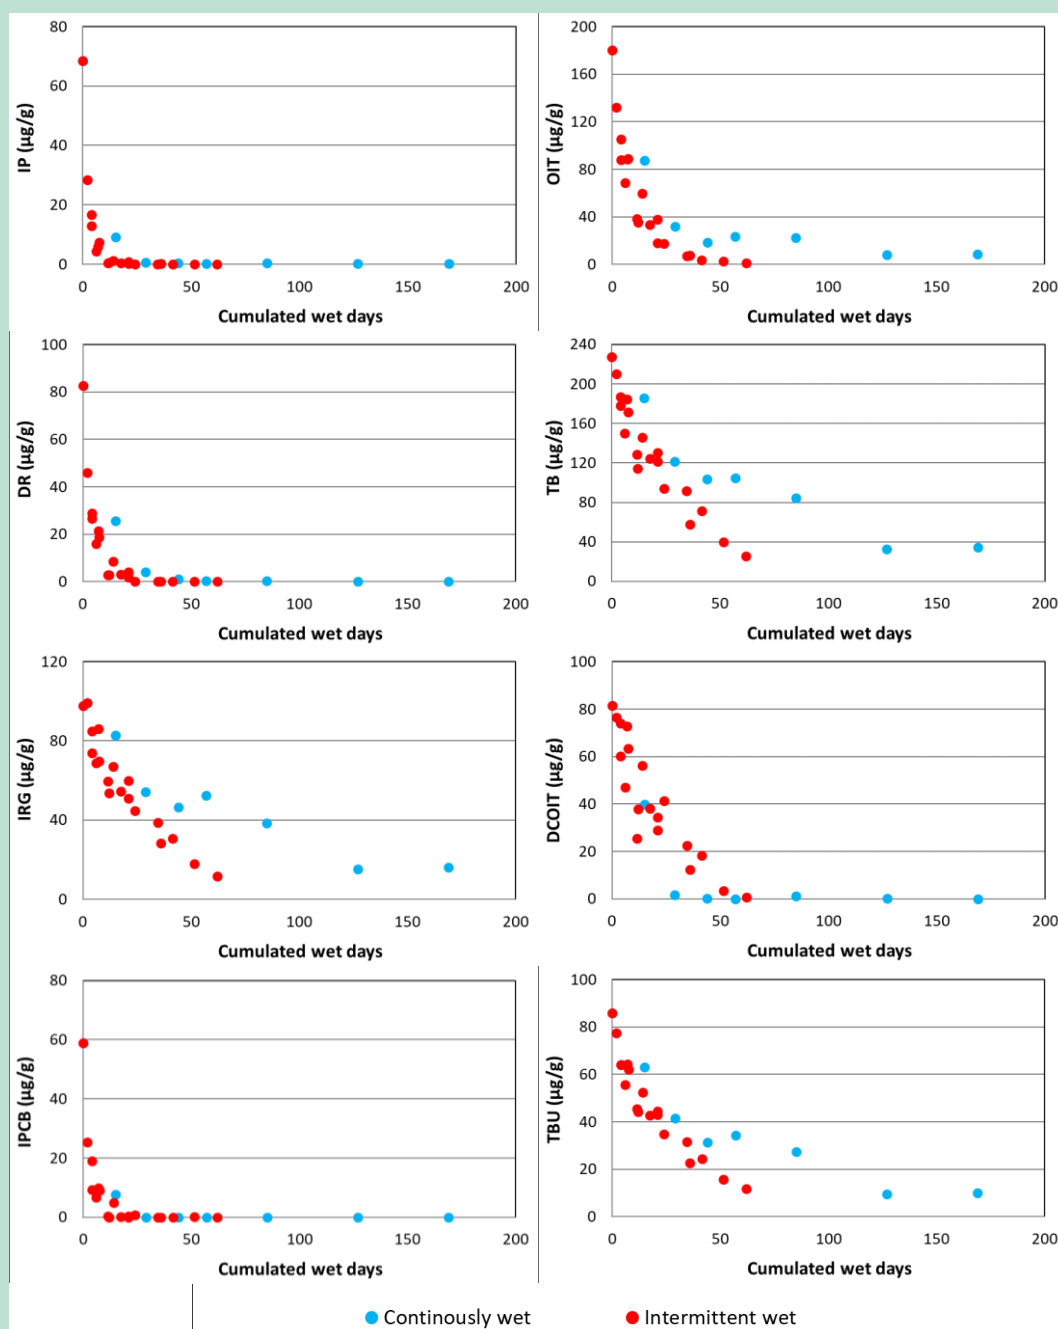 80
60
40
20
0
IP (µg/g)
0 50 100 150 200
Cumulated wet days
200
160
120
80
40
0
OIT (µg/g)
0 50 100 150 200
Cumulated wet days
100
80
60
40
20
0
DR (µg/g)
0 50 100 150 200
Cumulated wet days
240
200
160
120
80
40
0
TB (µg/g)
0 50 100 150 200
Cumulated wet days
120
80
40
0
IRG (µg/g)
0 50 100 150 200
Cumulated wet days
100
80
60
40
20
0
DCOIT (µg/g)
0 50 100 150 200
Cumulated wet days
80
60
40
20
0
IPCB (µg/g)
0 50 100 150 200
Cumulated wet days
100
80
60
40
20
0
TBU (µg/g)
0 50 100 150 200
Cumulated wet days
Continously wet
Intermittent wet